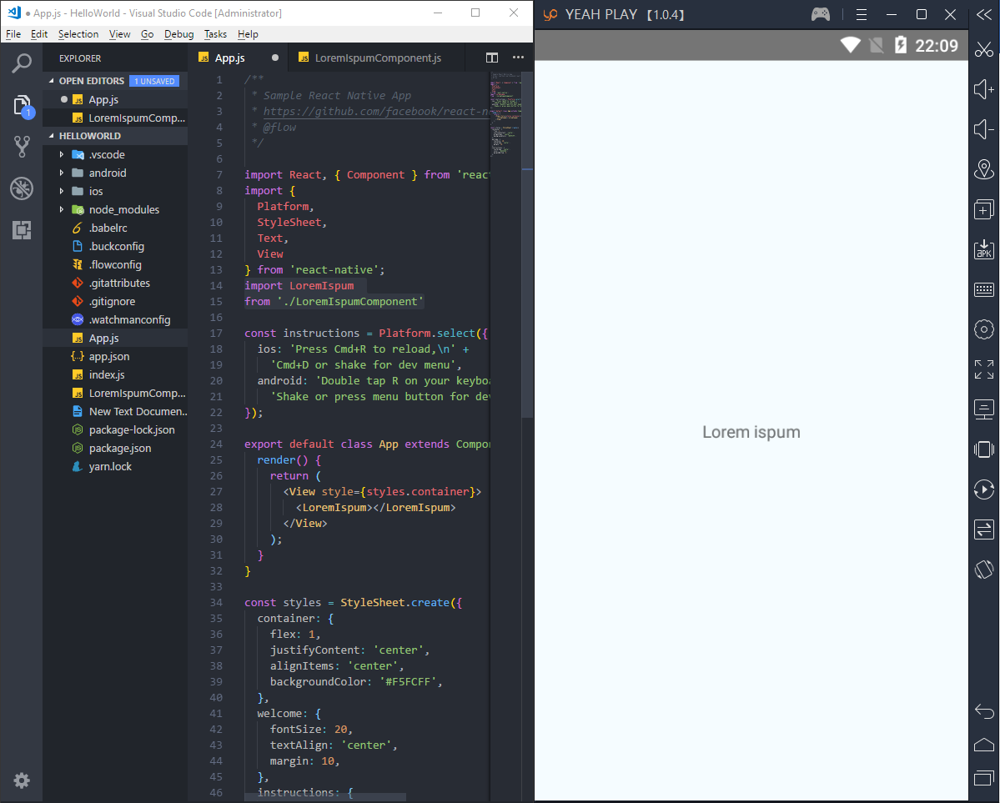 App.js - HelloWorld - Visual Studio Code [Administrator]
File Edit Selection View Go Debug Tasks Help
EXPLORER
OPEN EDITORS 1 UNSAVED
App.js
LoremIspumComp...
HELLOWORLD
.vscode
android
ios
node_modules
.babelrc
.buckconfig
.flowconfig
.gitattributes
.gitignore
.watchmanconfig
App.js
app.json
index.js
LoremIspumComp...
New Text Documen..
package-lock.json
package.json
yarn.lock
1
App.js
LoremIspumComponent.js
1 /**
2 * Sample React Native App
3 * https://github.com/facebook/react-n
4 * @flow
5 */
6
7 import React, { Component } from 'reac
8 import {
9 Platform,
10 StyleSheet,
11 Text,
12 View
13 } from 'react-native';
14 import LoremIspum
15 from './LoremIspumComponent'
16
17 const instructions = Platform.select({
18 ios: 'Press Cmd+R to reload,\n' +
19 'Cmd+D or shake for dev menu',
20 android: 'Double tap R on your keyboa
21 'Shake or press menu button for dev
22 });
23
24 export default class App extends Compon
25 render() {
26 return (
27 <View style={styles.container}>
28 <LoremIspum></LoremIspum>
29 </View>
30 );
31 }
32 }
33
34 const styles = StyleSheet.create({
35 container: {
36 flex: 1,
37 justifyContent: 'center',
38 alignItems: 'center',
39 backgroundColor: '#F5FCFF',
40 },
41 welcome: {
42 fontSize: 20,
43 textAlign: 'center',
44 margin: 10,
45 },
46 instructions: {
YEAH PLAY 【1.0.4】
22:09
Lorem ispum
APK